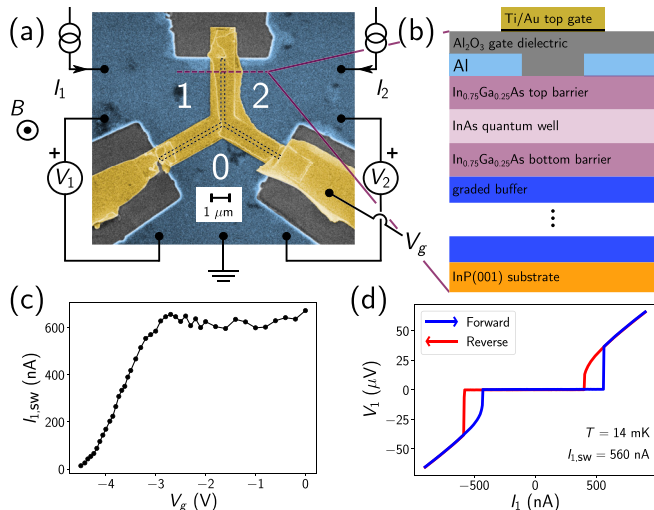 (a)
I₁
I₂
1
2
0
B
+
V₁
+
V₂
1 μm
V_g
(b)
Ti/Au top gate
Al₂O₃ gate dielectric
Al
In₀.₇₅Ga₀.₂₅As top barrier
InAs quantum well
In₀.₇₅Ga₀.₂₅As bottom barrier
graded buffer
InP(001) substrate
(c)
I₁,sw (nA)
600
400
200
0
−4 −3 −2 −1 0
V_g (V)
(d)
Forward
Reverse
V₁ (μV)
50
25
0
−25
−50
T = 14 mK
I₁,sw = 560 nA
−500 0 500
I₁ (nA)